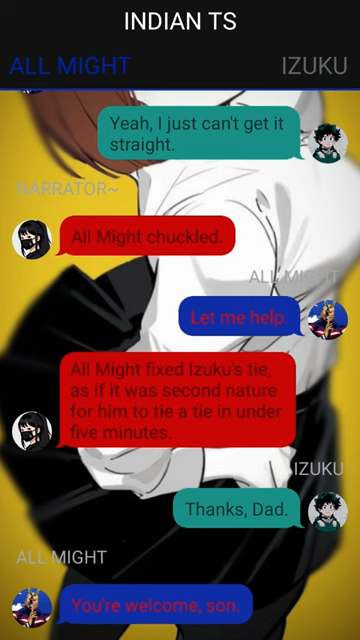 INDIAN TS
ALL MIGHT
IZUKU
Yeah, I just can't get it
straight.
NARRATOR~
All Might chuckled.
ALL MIGHT
Let me help.
All Might fixed Izuku's tie,
as if it was second nature
for him to tie a tie in under
five minutes.
IZUKU
Thanks, Dad.
ALL MIGHT
You're welcome, son.